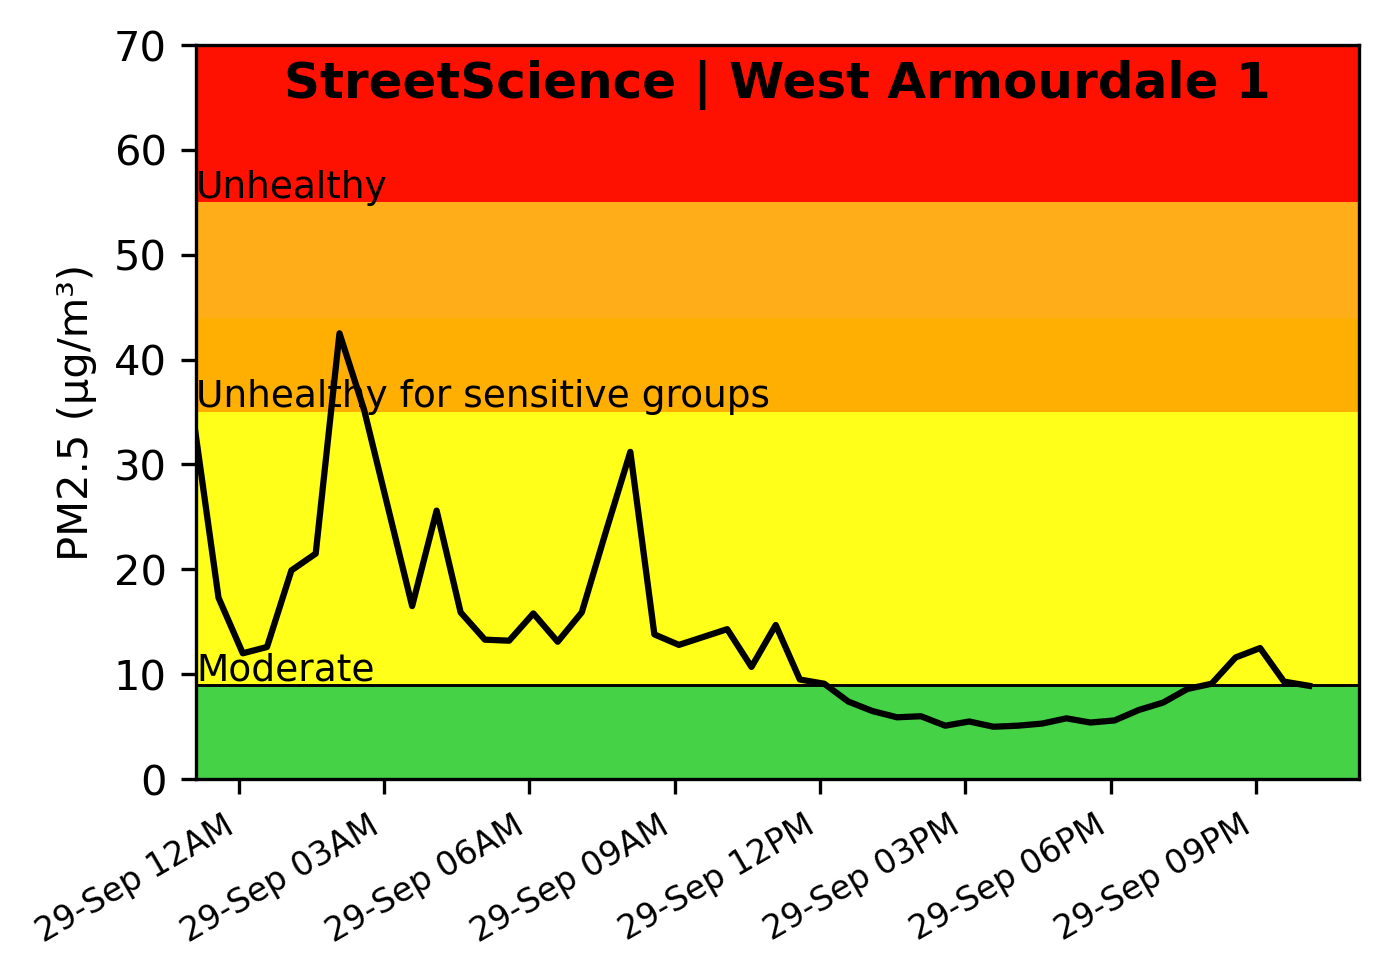 StreetScience | West Armourdale 1
70
60
50
40
30
20
10
0
PM2.5 (µg/m³)
Unhealthy
Unhealthy for sensitive groups
Moderate
29-Sep 12AM
29-Sep 03AM
29-Sep 06AM
29-Sep 09AM
29-Sep 12PM
29-Sep 03PM
29-Sep 06PM
29-Sep 09PM